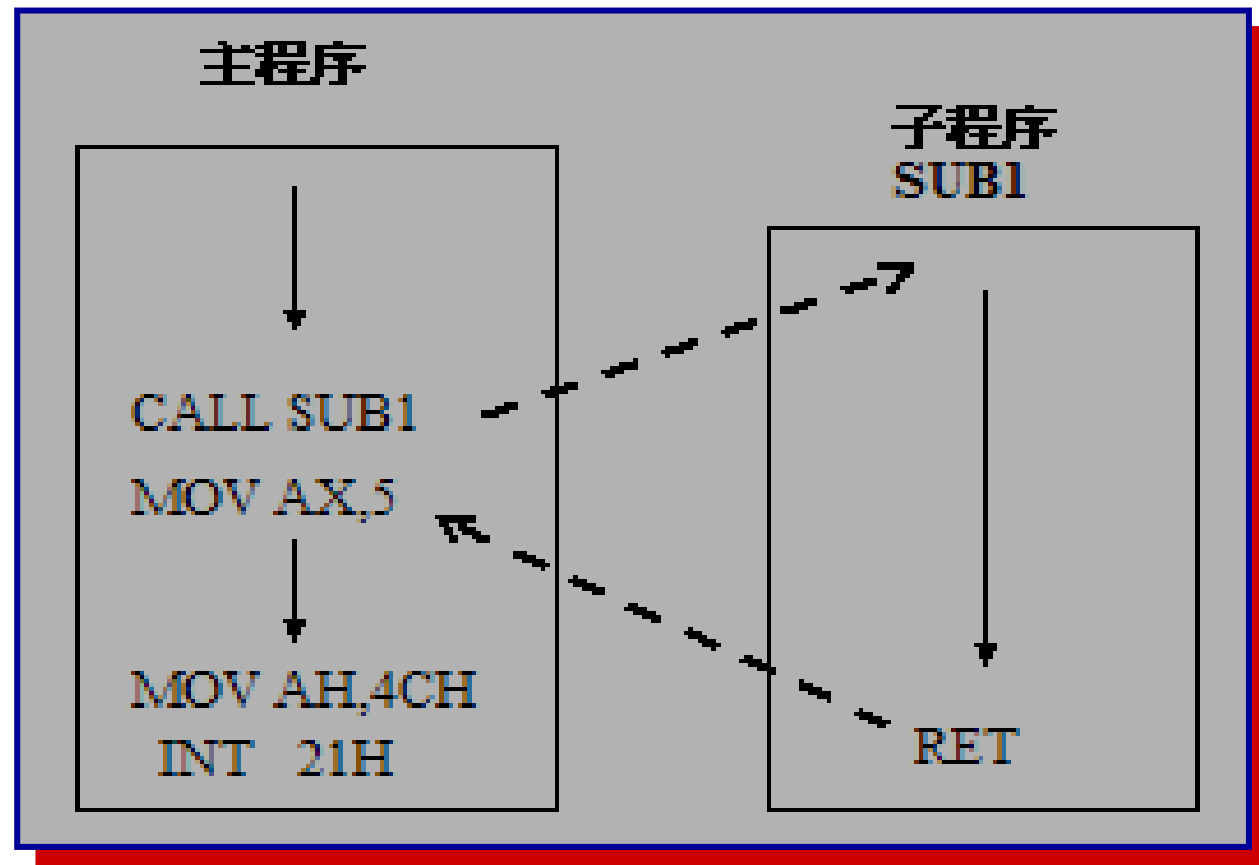 主程序
CALL SUB1
MOV AX,5
MOV AH,4CH
INT 21H
子程序
SUB1
RET